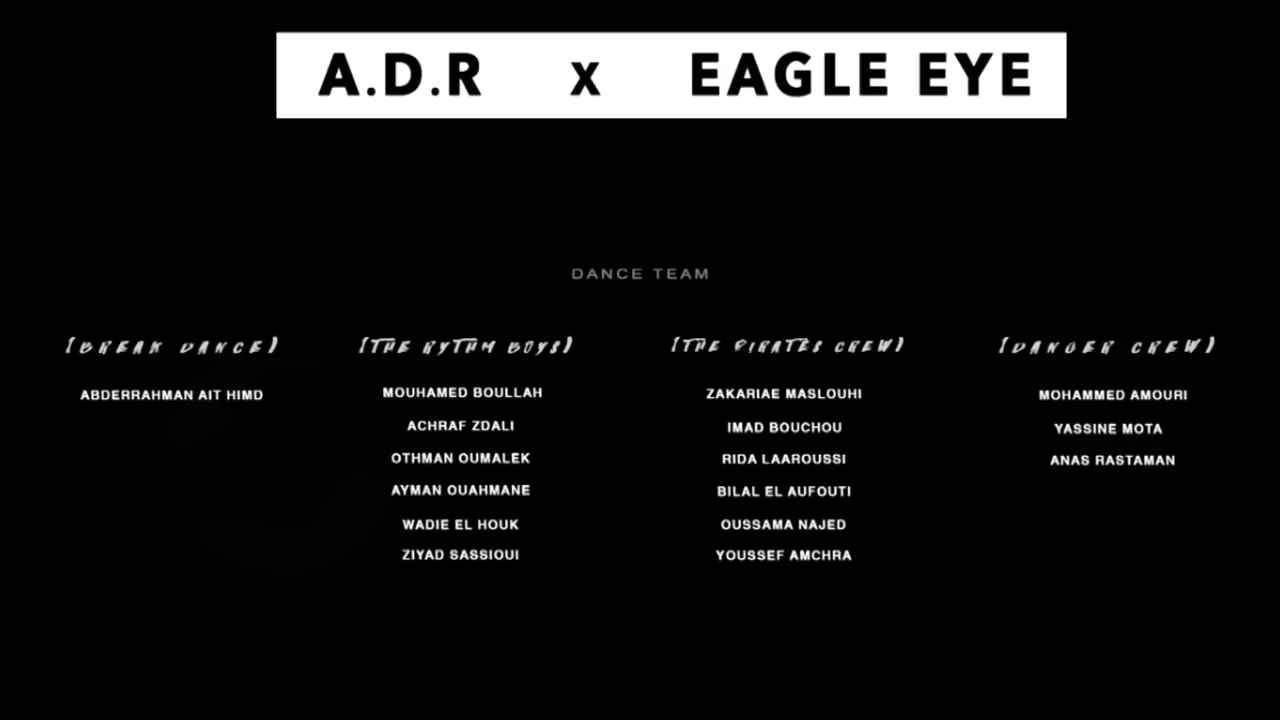 A.D.R x EAGLE EYE
DANCE TEAM
(BREAK DANCE)
ABDERRAHMAN AIT HIMD
(THE RYTHM BOYS)
MOUHAMED BOULLAH
ACHRAF ZDALI
OTHMAN OUMALEK
AYMAN OUAHMANE
WADIE EL HOUK
ZIYAD SASSIOUI
(THE PIRATES CREW)
ZAKARIAE MASLOUHI
IMAD BOUCHOU
RIDA LAAROUSSI
BILAL EL AUFOUTI
OUSSAMA NAJED
YOUSSEF AMCHRA
(DANGER CREW)
MOHAMMED AMOURI
YASSINE MOTA
ANAS RASTAMAN